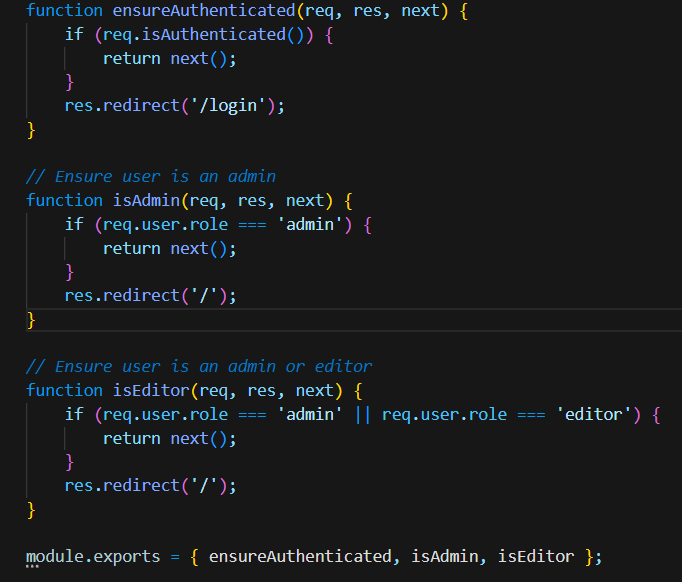 function ensureAuthenticated(req, res, next) {
    if (req.isAuthenticated()) {
        return next();
    }
    res.redirect('/login');
}

// Ensure user is an admin
function isAdmin(req, res, next) {
    if (req.user.role === 'admin') {
        return next();
    }
    res.redirect('/');
}

// Ensure user is an admin or editor
function isEditor(req, res, next) {
    if (req.user.role === 'admin' || req.user.role === 'editor') {
        return next();
    }
    res.redirect('/');
}

module.exports = { ensureAuthenticated, isAdmin, isEditor };